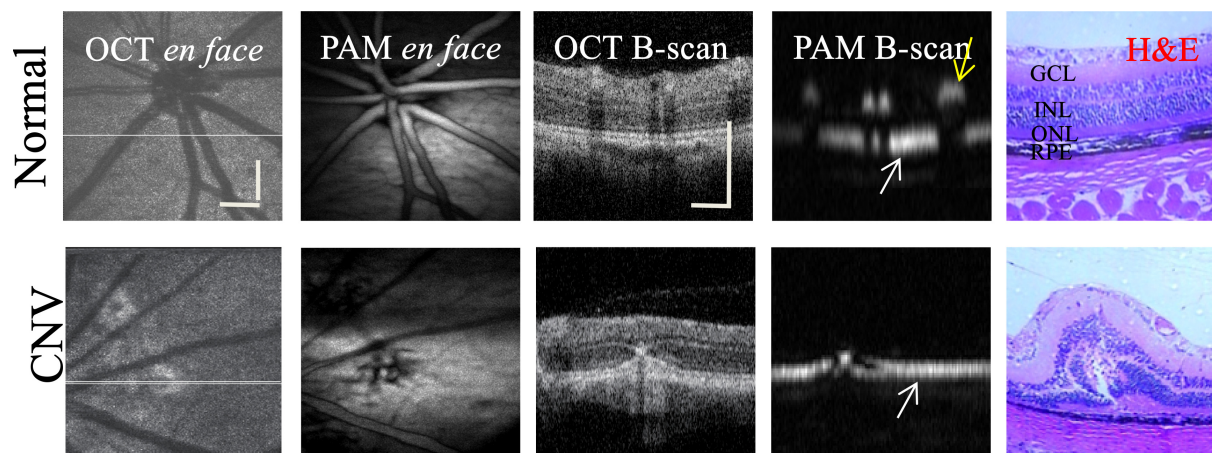 Normal
OCT en face
PAM en face
OCT B-scan
PAM B-scan
H&E
GCL
INL
ONL
RPE
CNV